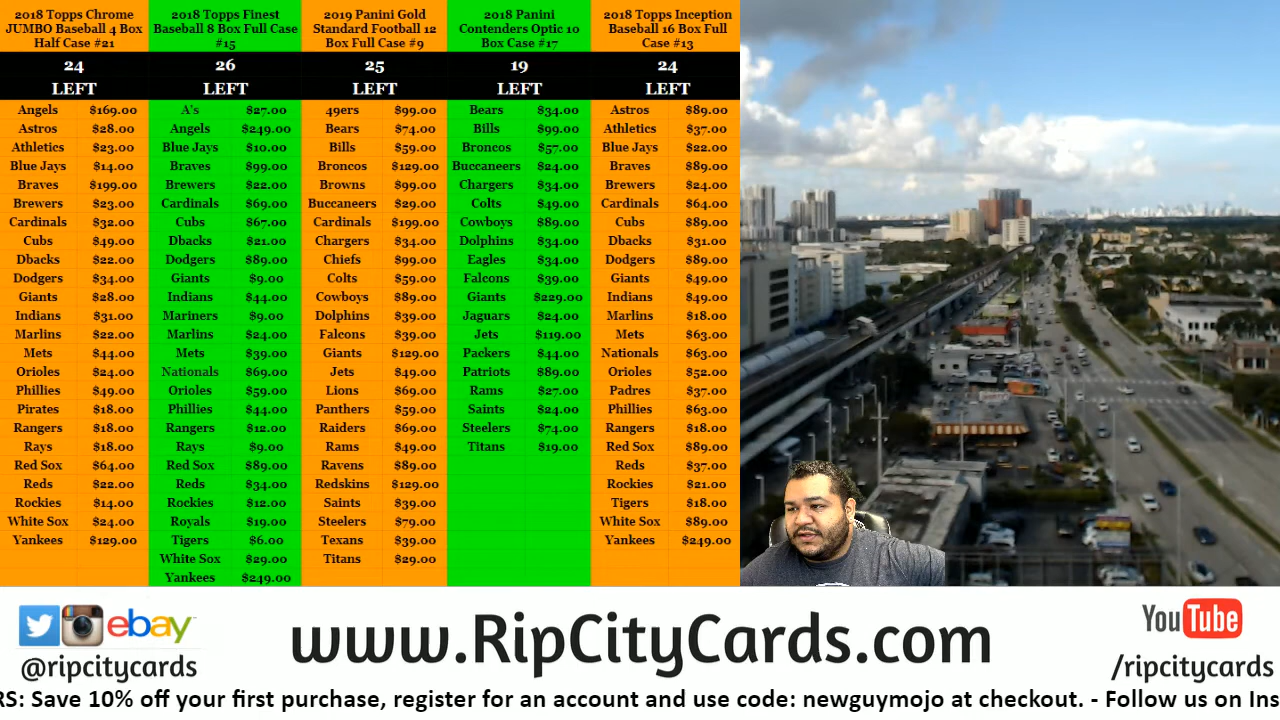 2018 Topps Chrome
JUMBO Baseball 4 Box
Half Case #21
24
LEFT
Angels $169.00
Astros $28.00
Athletics $23.00
Blue Jays $14.00
Braves $199.00
Brewers $23.00
Cardinals $32.00
Cubs $49.00
Dbacks $22.00
Dodgers $34.00
Giants $28.00
Indians $31.00
Marlins $22.00
Mets $44.00
Orioles $24.00
Phillies $49.00
Pirates $18.00
Rangers $18.00
Rays $18.00
Red Sox $64.00
Reds $22.00
Rockies $14.00
White Sox $24.00
Yankees $129.00
2018 Topps Finest
Baseball 8 Box Full Case
#15
26
LEFT
A's $27.00
Angels $249.00
Blue Jays $10.00
Braves $99.00
Brewers $22.00
Cardinals $69.00
Cubs $67.00
Dbacks $21.00
Dodgers $89.00
Giants $9.00
Indians $44.00
Mariners $9.00
Marlins $24.00
Mets $39.00
Nationals $69.00
Orioles $59.00
Phillies $44.00
Rangers $12.00
Rays $9.00
Red Sox $89.00
Reds $34.00
Rockies $12.00
Royals $19.00
Tigers $6.00
White Sox $29.00
Yankees $249.00
2019 Panini Gold
Standard Football 12
Box Full Case #9
25
LEFT
49ers $99.00
Bears $74.00
Bills $59.00
Broncos $129.00
Browns $99.00
Buccaneers $29.00
Cardinals $199.00
Chargers $34.00
Chiefs $99.00
Colts $59.00
Cowboys $89.00
Dolphins $39.00
Falcons $39.00
Giants $129.00
Jets $49.00
Lions $69.00
Panthers $59.00
Raiders $69.00
Rams $49.00
Ravens $89.00
Redskins $129.00
Saints $39.00
Steelers $79.00
Texans $39.00
Titans $29.00
2018 Panini
Contenders Optic 10
Box Case #17
19
LEFT
Bears $34.00
Bills $99.00
Broncos $57.00
Buccaneers $24.00
Chargers $34.00
Colts $49.00
Cowboys $89.00
Dolphins $34.00
Eagles $34.00
Falcons $39.00
Giants $229.00
Jaguars $24.00
Jets $119.00
Packers $44.00
Patriots $89.00
Rams $27.00
Saints $24.00
Steelers $74.00
Titans $19.00
2018 Topps Inception
Baseball 16 Box Full
Case #13
24
LEFT
Astros $89.00
Athletics $37.00
Blue Jays $22.00
Braves $89.00
Brewers $24.00
Cardinals $64.00
Cubs $89.00
Dbacks $31.00
Dodgers $89.00
Giants $49.00
Indians $49.00
Marlins $18.00
Mets $63.00
Nationals $63.00
Orioles $52.00
Padres $37.00
Phillies $63.00
Rangers $18.00
Red Sox $89.00
Reds $37.00
Rockies $21.00
Tigers $18.00
White Sox $89.00
Yankees $249.00
ebay
@ripcitycards
www.RipCityCards.com
YouTube
/ripcitycards
RS: Save 10% off your first purchase, register for an account and use code: newguymojo at checkout. - Follow us on Ins